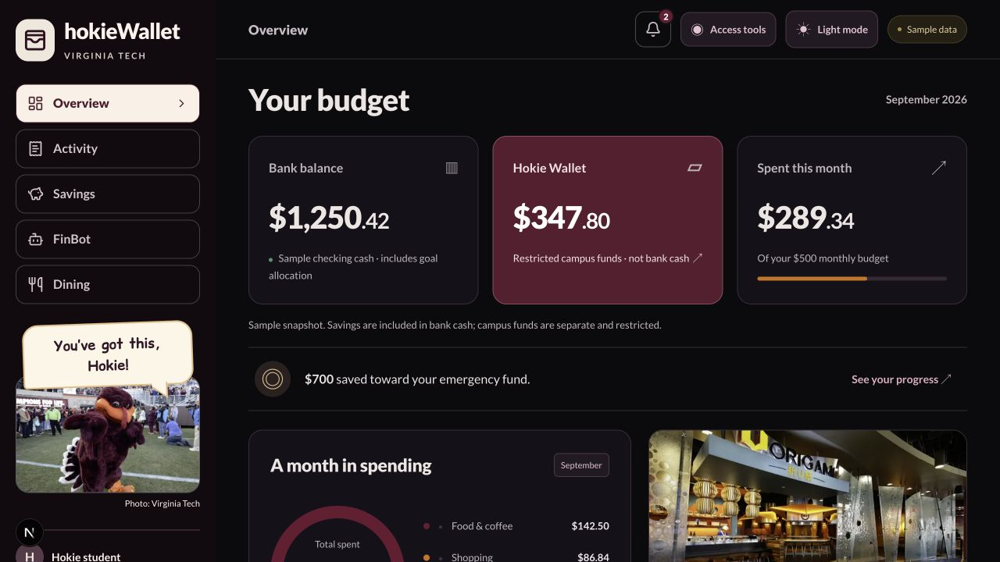 hokieWallet
VIRGINIA TECH
Overview
Activity
Savings
FinBot
Dining
You've got this,
Hokie!
Photo: Virginia Tech
N
H
Hokie student
Overview
2
Access tools
Light mode
Sample data
Your budget
September 2026
Bank balance
$1,250.42
Sample checking cash · includes goal
allocation
Hokie Wallet
$347.80
Restricted campus funds · not bank cash ↗
Spent this month
$289.34
Of your $500 monthly budget
Sample snapshot. Savings are included in bank cash; campus funds are separate and restricted.
$700 saved toward your emergency fund.
See your progress ↗
A month in spending
September
Total spent
Food & coffee
$142.50
Shopping
$86.84
ORIGAMI